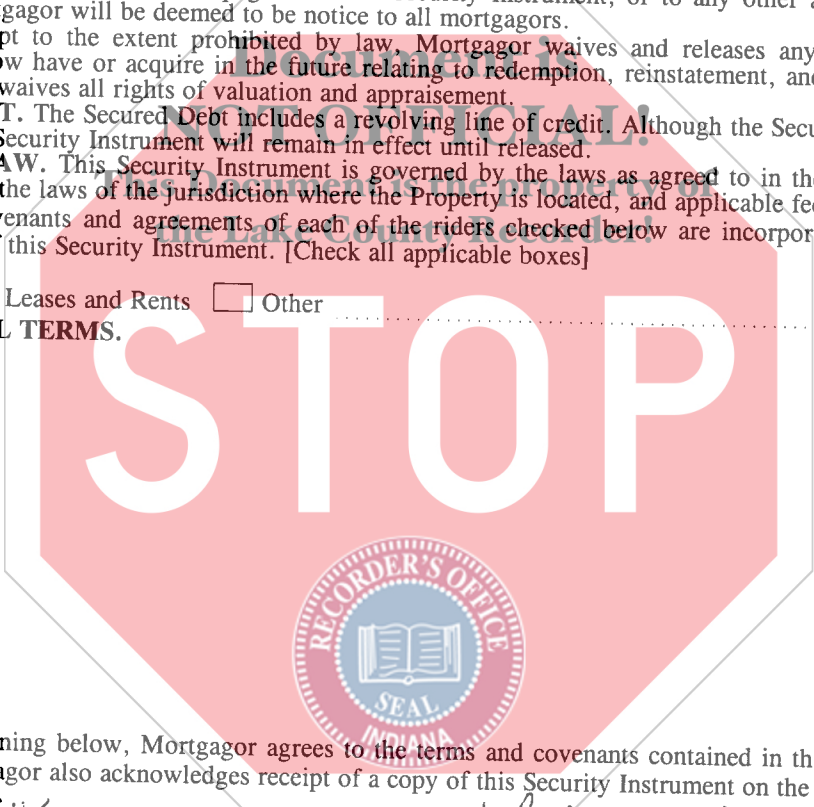 gagor will be deemed to be notice to all mortgagors.
pt to the extent prohibited by law, Mortgagor waives and releases any
ow have or acquire in the future relating to redemption, reinstatement, and
waives all rights of valuation and appraisement.
T. The Secured Debt includes a revolving line of credit. Although the Secu
Security Instrument will remain in effect until released.
AW. This Security Instrument is governed by the laws as agreed to in the
the laws of the jurisdiction where the Property is located, and applicable fed
venants and agreements of each of the riders checked below are incorpor
this Security Instrument. [Check all applicable boxes]
Leases and Rents Other
L TERMS.
Document is
NOT OFFICIAL!
This Document is the property of
the Lake County Recorder!
STOP
RECORDER'S OFFICE
SEAL
INDIANA
ning below, Mortgagor agrees to the terms and covenants contained in th
agor also acknowledges receipt of a copy of this Security Instrument on the